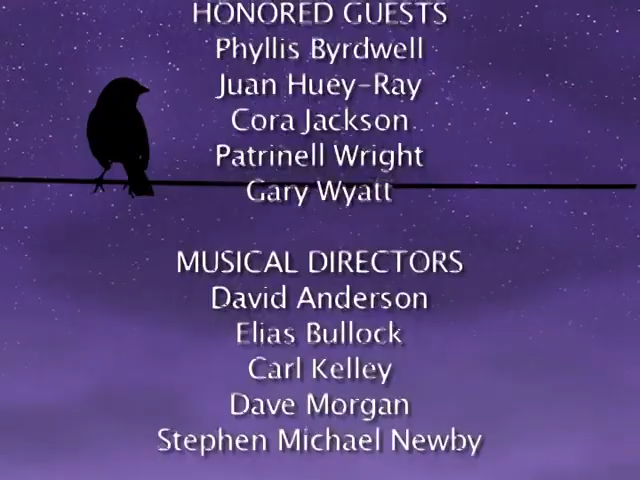 HONORED GUESTS
Phyllis Byrdwell
Juan Huey-Ray
Cora Jackson
Patrinell Wright
Gary Wyatt
MUSICAL DIRECTORS
David Anderson
Elias Bullock
Carl Kelley
Dave Morgan
Stephen Michael Newby